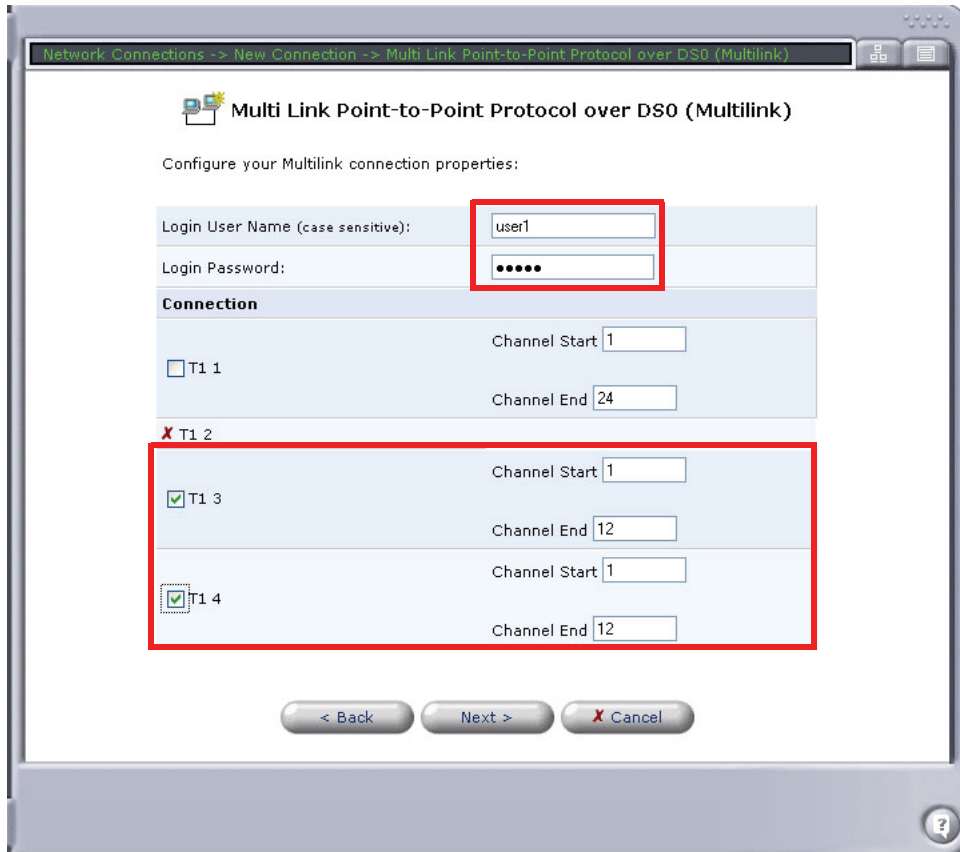 Network Connections -> New Connection -> Multi Link Point-to-Point Protocol over DS0 (Multilink)
Multi Link Point-to-Point Protocol over DS0 (Multilink)
Configure your Multilink connection properties:
Login User Name (case sensitive): user1
Login Password: •••••
Connection
Channel Start 1
T1 1
Channel End 24
✗ T1 2
Channel Start 1
T1 3
Channel End 12
Channel Start 1
T1 4
Channel End 12
< Back Next > ✗ Cancel
?